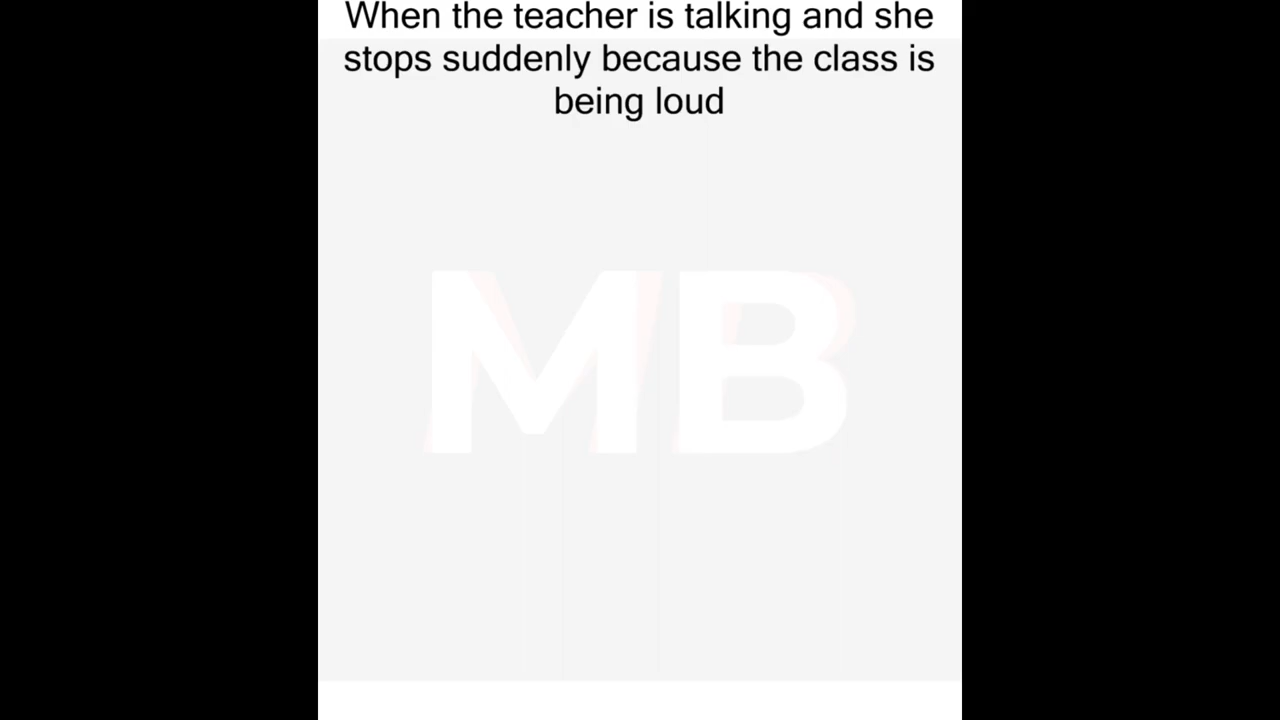 When the teacher is talking and she
stops suddenly because the class is
being loud
MB